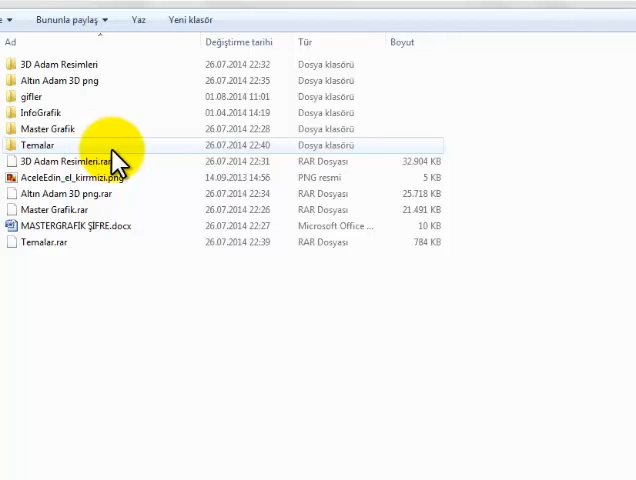 e Bununla paylaş Yaz Yeni klasör
Ad Değiştirme tarihi Tür Boyut
3D Adam Resimleri 26.07.2014 22:32 Dosya klasörü
Altın Adam 3D png 26.07.2014 22:35 Dosya klasörü
gifler 01.08.2014 11:01 Dosya klasörü
InfoGrafik 01.04.2014 14:19 Dosya klasörü
Master Grafik 26.07.2014 22:28 Dosya klasörü
Temalar 26.07.2014 22:40 Dosya klasörü
3D Adam Resimleri.rar 26.07.2014 22:31 RAR Dosyası 32.904 KB
AceleEdin_el_kirmizi.png 14.09.2013 14:56 PNG resmi 5 KB
Altın Adam 3D png.rar 26.07.2014 22:34 RAR Dosyası 25.718 KB
Master Grafik.rar 26.07.2014 22:26 RAR Dosyası 21.491 KB
MASTERGRAFİK ŞİFRE.docx 26.07.2014 22:27 Microsoft Office ... 10 KB
Temalar.rar 26.07.2014 22:39 RAR Dosyası 784 KB